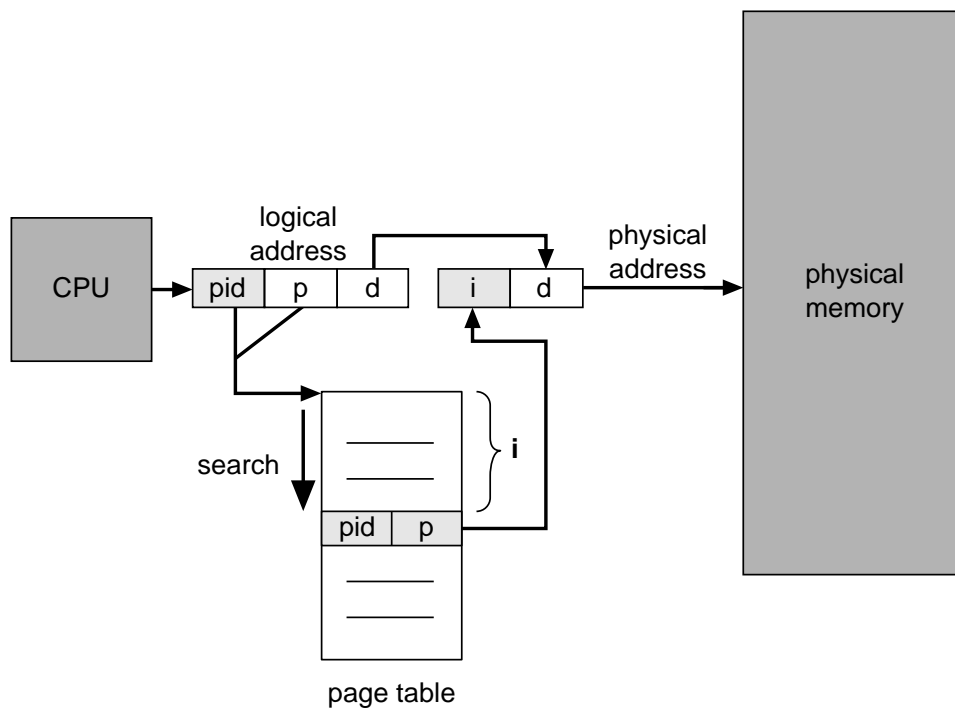 CPU
logical
address
pid p d
i d
physical
address
physical
memory
search
i
pid p
page table